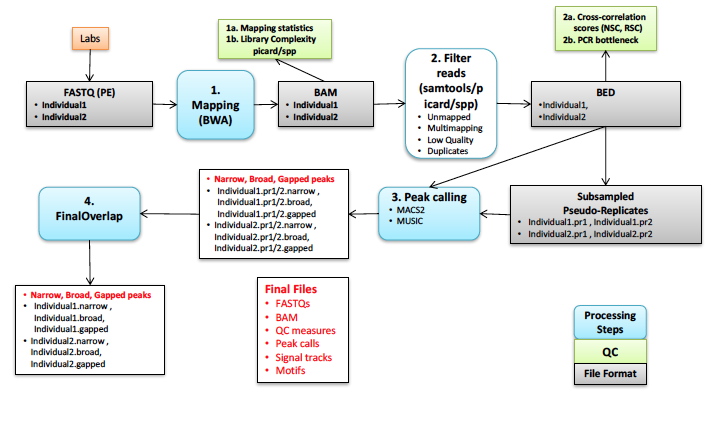 Labs
1a. Mapping statistics
1b. Library Complexity
picard/spp
2a. Cross-correlation
scores (NSC, RSC)
2b. PCR bottleneck
FASTQ (PE)
• Individual1
• Individual2
1.
Mapping
(BWA)
BAM
• Individual1
• Individual2
2. Filter
reads
(samtools/p
icard/spp)
• Unmapped
• Multimapping
• Low Quality
• Duplicates
BED
•Individual1,
•Individual2
4.
FinalOverlap
• Narrow, Broad, Gapped peaks
• Individual1.pr1/2.narrow ,
Individual1.pr1/2.broad,
Individual1.pr1/2.gapped
• Individual2.pr1/2.narrow ,
Individual2.pr1/2.broad,
Individual2.pr1/2.gapped
3. Peak calling
• MACS2
• MUSIC
Subsampled
Pseudo-Replicates
• Individual1.pr1 , Individual1.pr2
• Individual2.pr1 , Individual2.pr2
• Narrow, Broad, Gapped peaks
• Individual1.narrow ,
Individual1.broad,
Individual1.gapped
• Individual2.narrow ,
Individual2.broad,
Individual2.gapped
Final Files
• FASTQs
• BAM
• QC measures
• Peak calls
• Signal tracks
• Motifs
Processing
Steps
QC
File Format